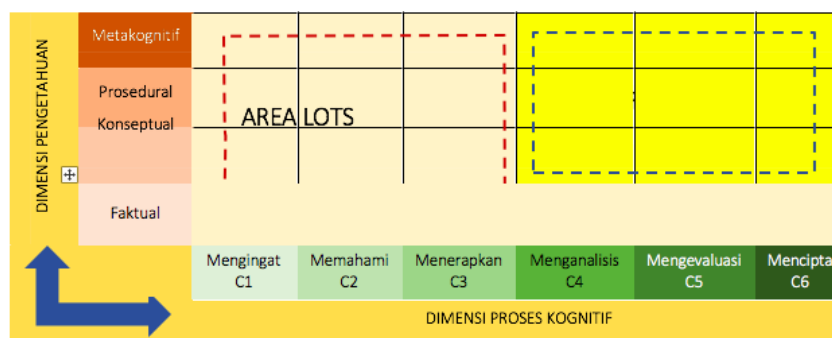 DIMENSI PENGETAHUAN
Metakognitif
Prosedural
Konseptual
Faktual
AREA LOTS
Mengingat
C1
Memahami
C2
Menerapkan
C3
Menganalisis
C4
Mengevaluasi
C5
Mencipta
C6
DIMENSI PROSES KOGNITIF